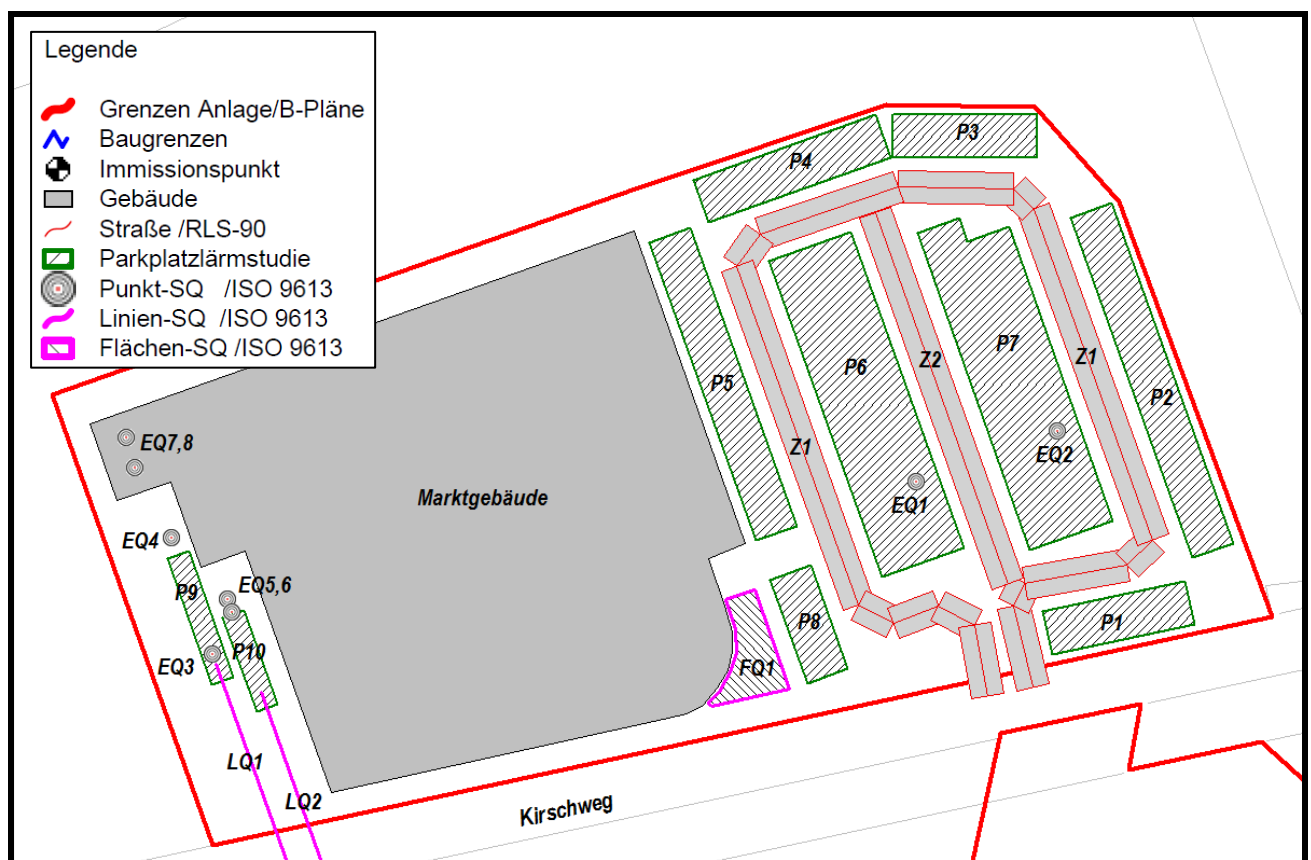 Legende
Grenzen Anlage/B-Pläne
Baugrenzen
Immissionspunkt
Gebäude
Straße /RLS-90
Parkplatzlärmstudie
Punkt-SQ /ISO 9613
Linien-SQ /ISO 9613
Flächen-SQ /ISO 9613
P3
P4
P5
P6
Z2
P7
Z1
P2
Z1
EQ2
EQ1
EQ7,8
Marktgebäude
EQ4
P9
EQ5,6
P10
EQ3
P8
P1
FQ1
LQ1
LQ2
Kirschweg